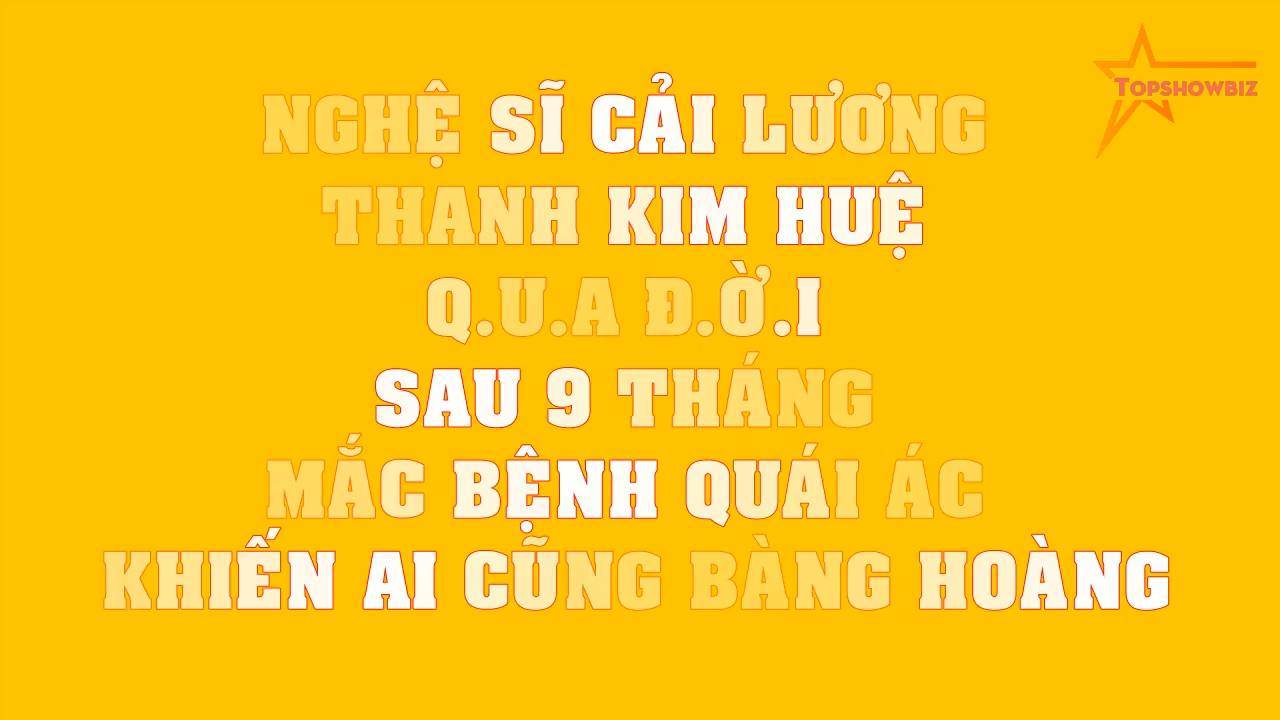 TOPSHOWBIZ
NGHỆ SĨ CẢI LƯƠNG
THANH KIM HUỆ
Q.U.A Đ.Ờ.I
SAU 9 THÁNG
MẮC BỆNH QUÁI ÁC
KHIẾN AI CŨNG BÀNG HOÀNG